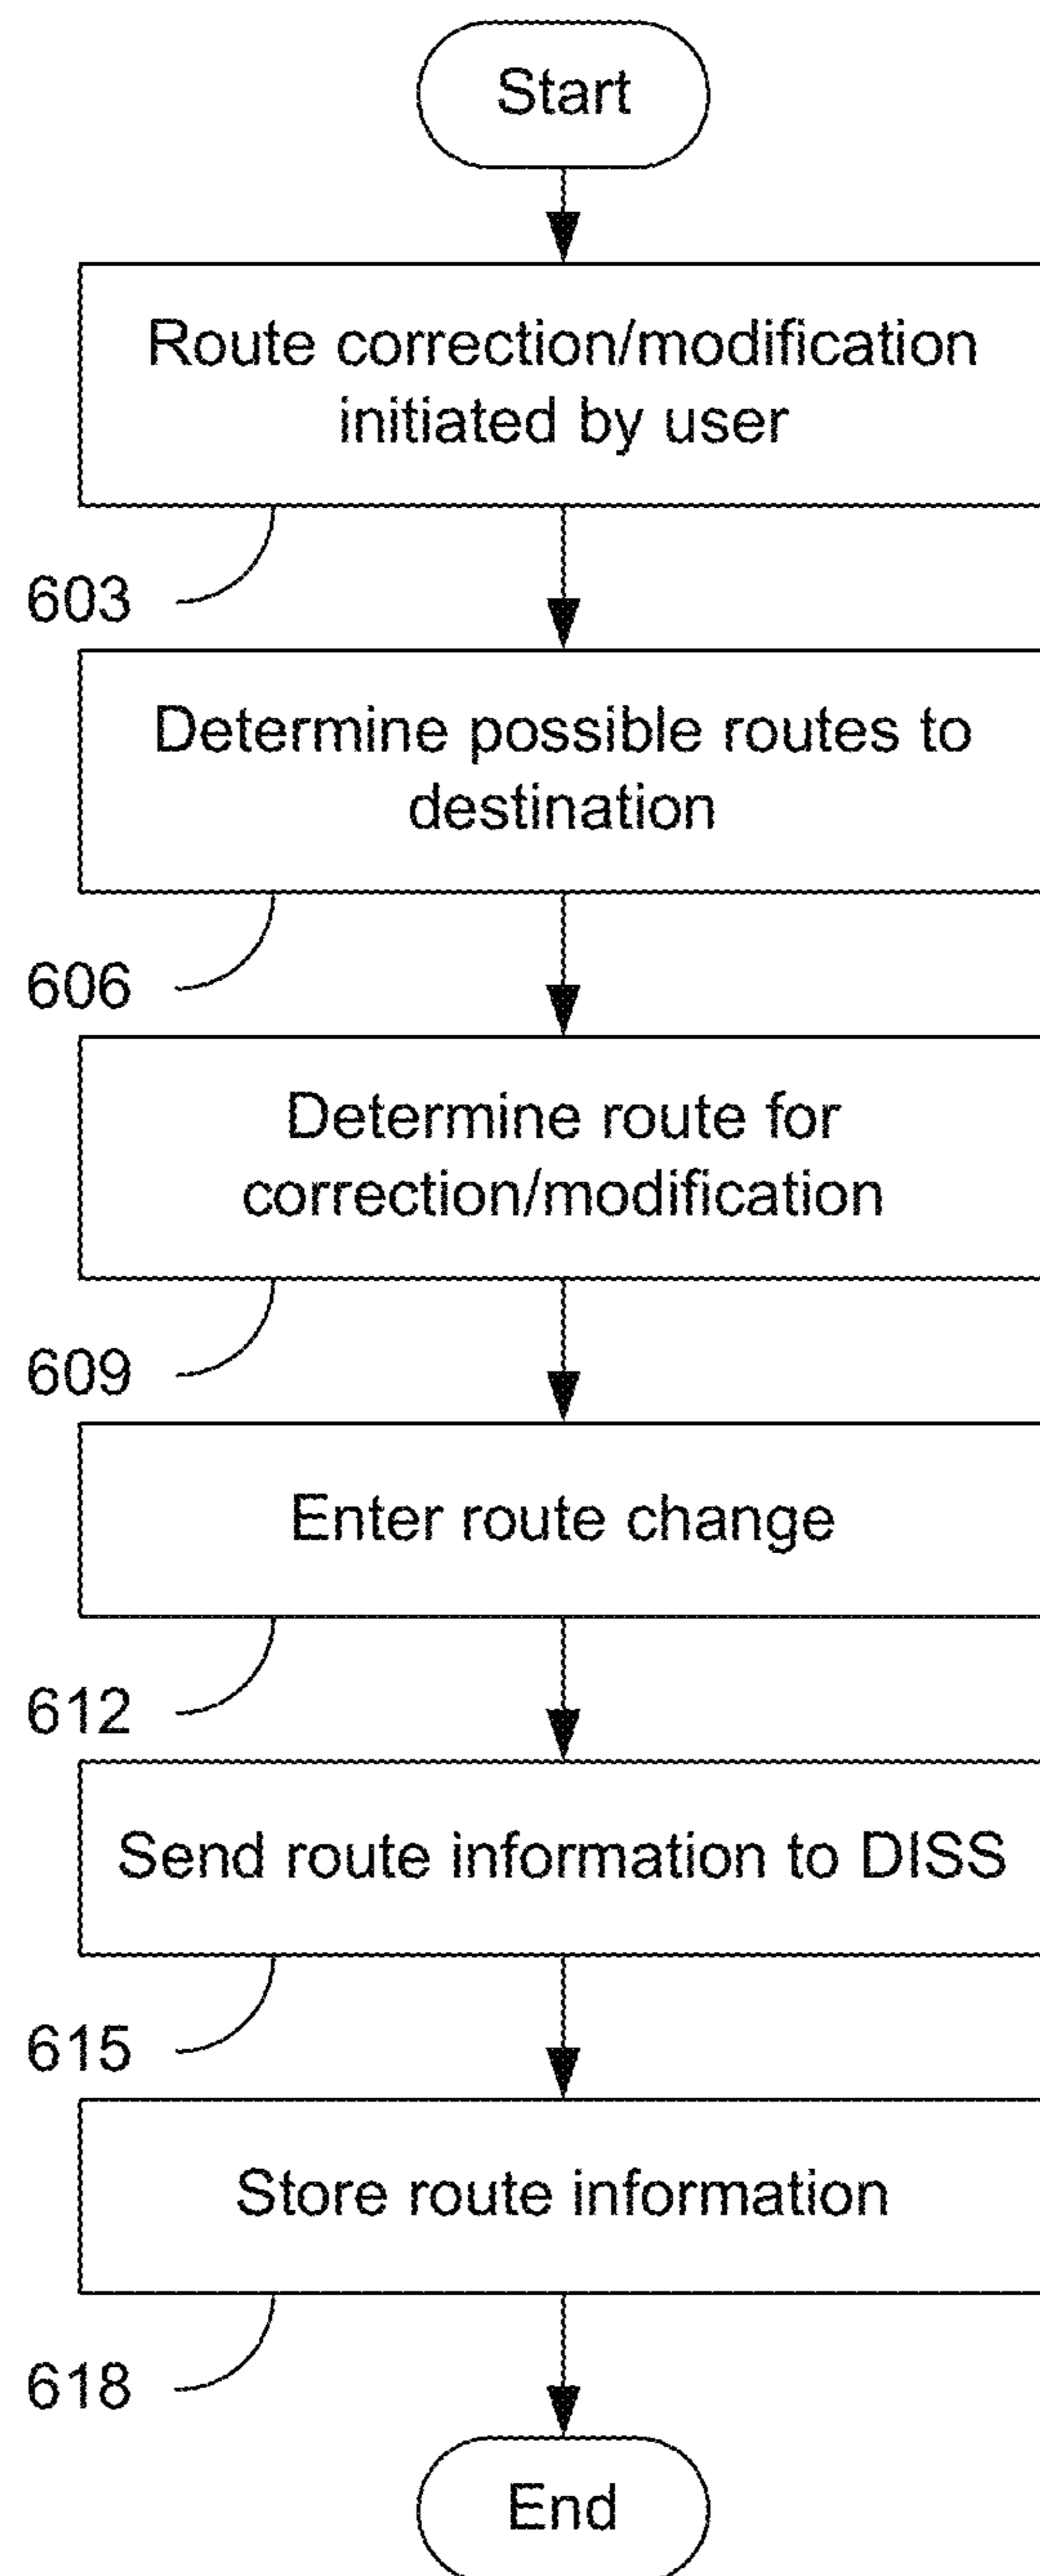 Start
Route correction/modification
initiated by user
603
Determine possible routes to
destination
606
Determine route for
correction/modification
609
Enter route change
612
Send route information to DISS
615
Store route information
618
End